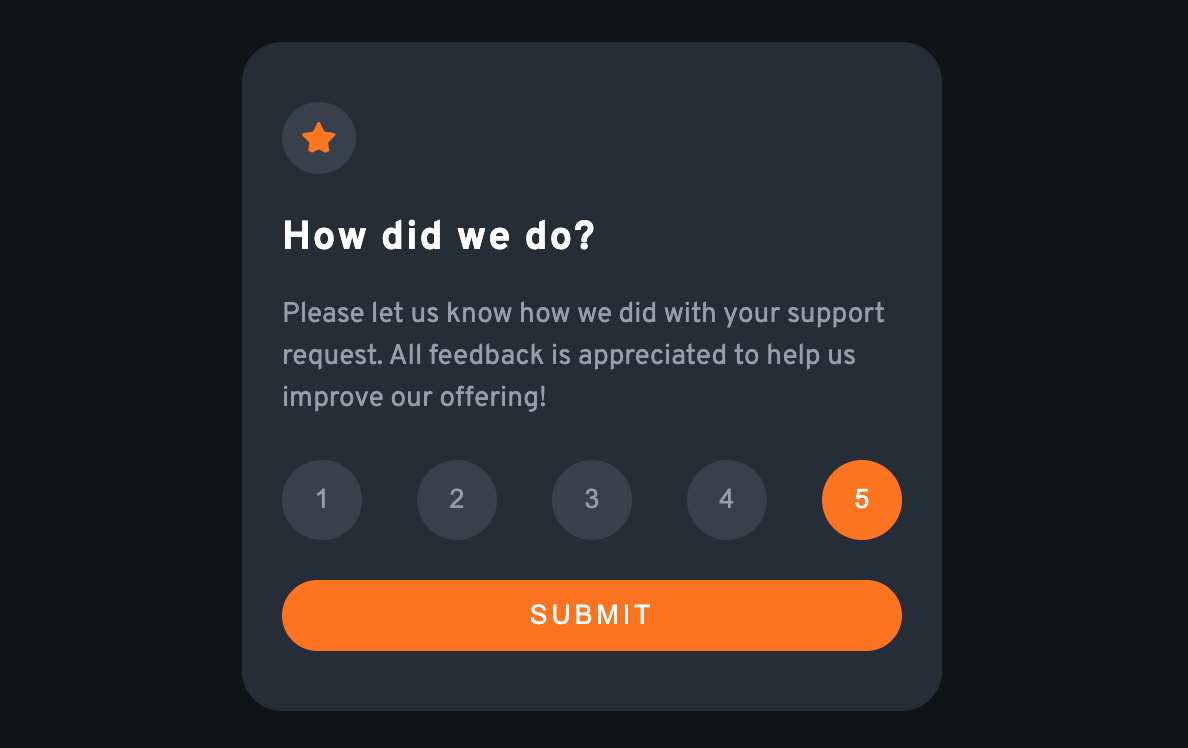 How did we do?
Please let us know how we did with your support
request. All feedback is appreciated to help us
improve our offering!
1 2 3 4 5
SUBMIT